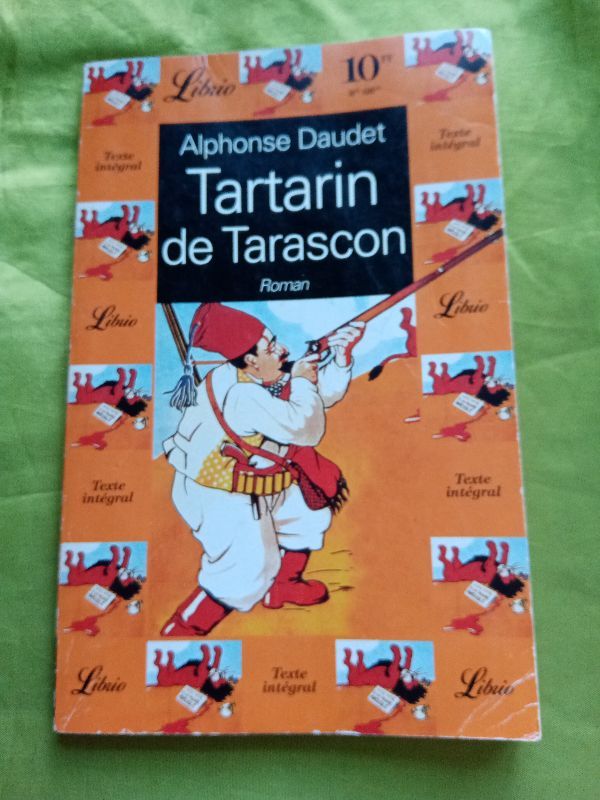 Librio
10FF
Alphonse Daudet
Tartarin
de Tarascon
Roman
Texte
intégral
Texte
intégral
Librio
Librio
Texte
intégral
Texte
intégral
Librio
Texte
intégral
Librio